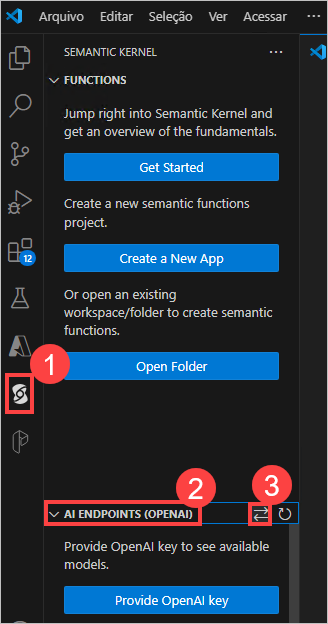 Arquivo Editar Seleção Ver Acessar ···
SEMANTIC KERNEL ···
FUNCTIONS
Jump right into Semantic Kernel and
get an overview of the fundamentals.
Get Started
Create a new semantic functions
project.
Create a New App
Or open an existing
workspace/folder to create semantic
functions.
Open Folder
12
1
2
3
AI ENDPOINTS (OPENAI)
Provide OpenAI key to see available
models.
Provide OpenAI key